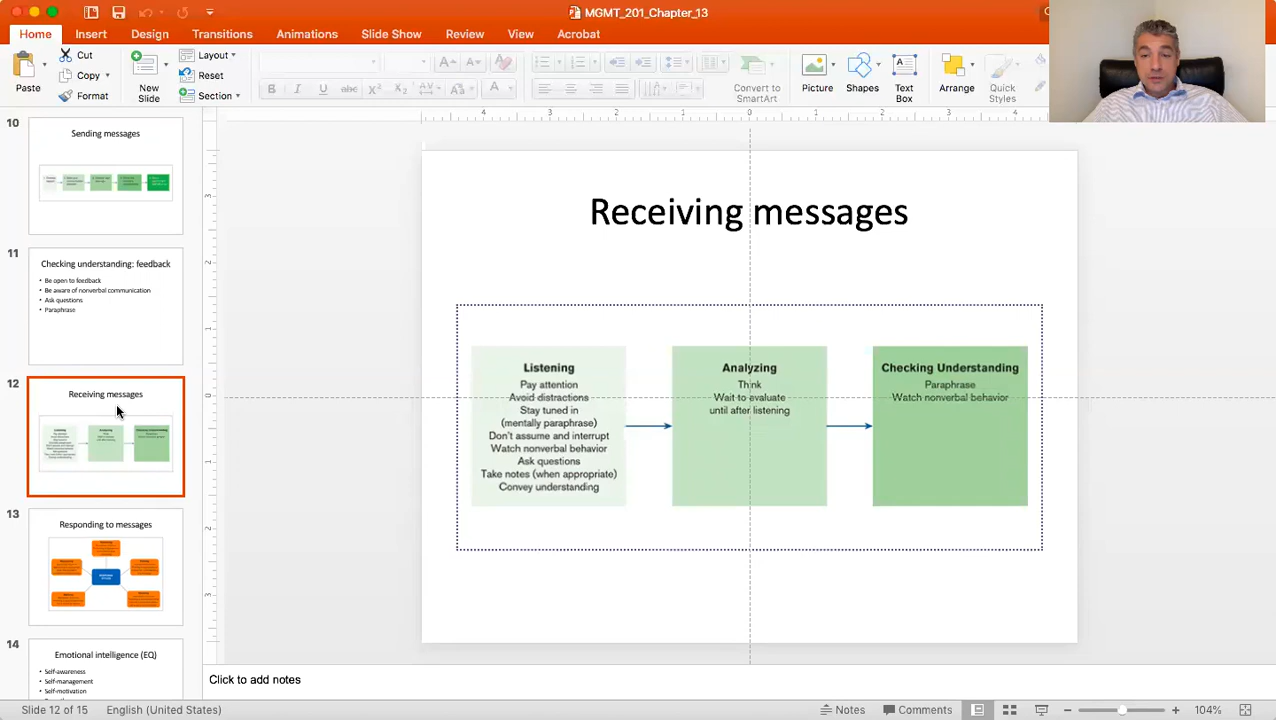 MGMT_201_Chapter_13
Home
Insert
Design
Transitions
Animations
Slide Show
Review
View
Acrobat
Paste
Cut
Copy
Format
New
Slide
Layout
Reset
Section
B
I
U
abc
Convert to
SmartArt
Picture
Shapes
Text
Box
Arrange
Quick
Styles
10
Sending messages
11
Checking understanding: feedback
• Be open to feedback
• Be aware of nonverbal communication
• Ask questions
• Paraphrase
12
Receiving messages
13
Responding to messages
14
Emotional intelligence (EQ)
• Self-awareness
• Self-management
• Self-motivation
Receiving messages
Listening
Pay attention
Avoid distractions
Stay tuned in
(mentally paraphrase)
Don't assume and interrupt
Watch nonverbal behavior
Ask questions
Take notes (when appropriate)
Convey understanding
Analyzing
Think
Wait to evaluate
until after listening
Checking Understanding
Paraphrase
Watch nonverbal behavior
Click to add notes
Slide 12 of 15
English (United States)
Notes
Comments
104%